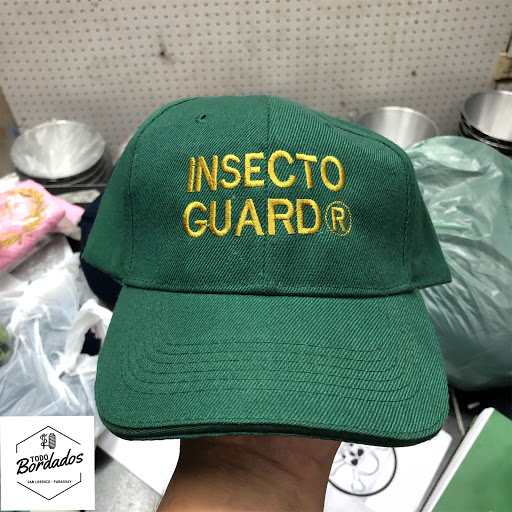 INSECTO
GUARD®
TODO
Bordados
SAN LORENZO - PARAGUAY